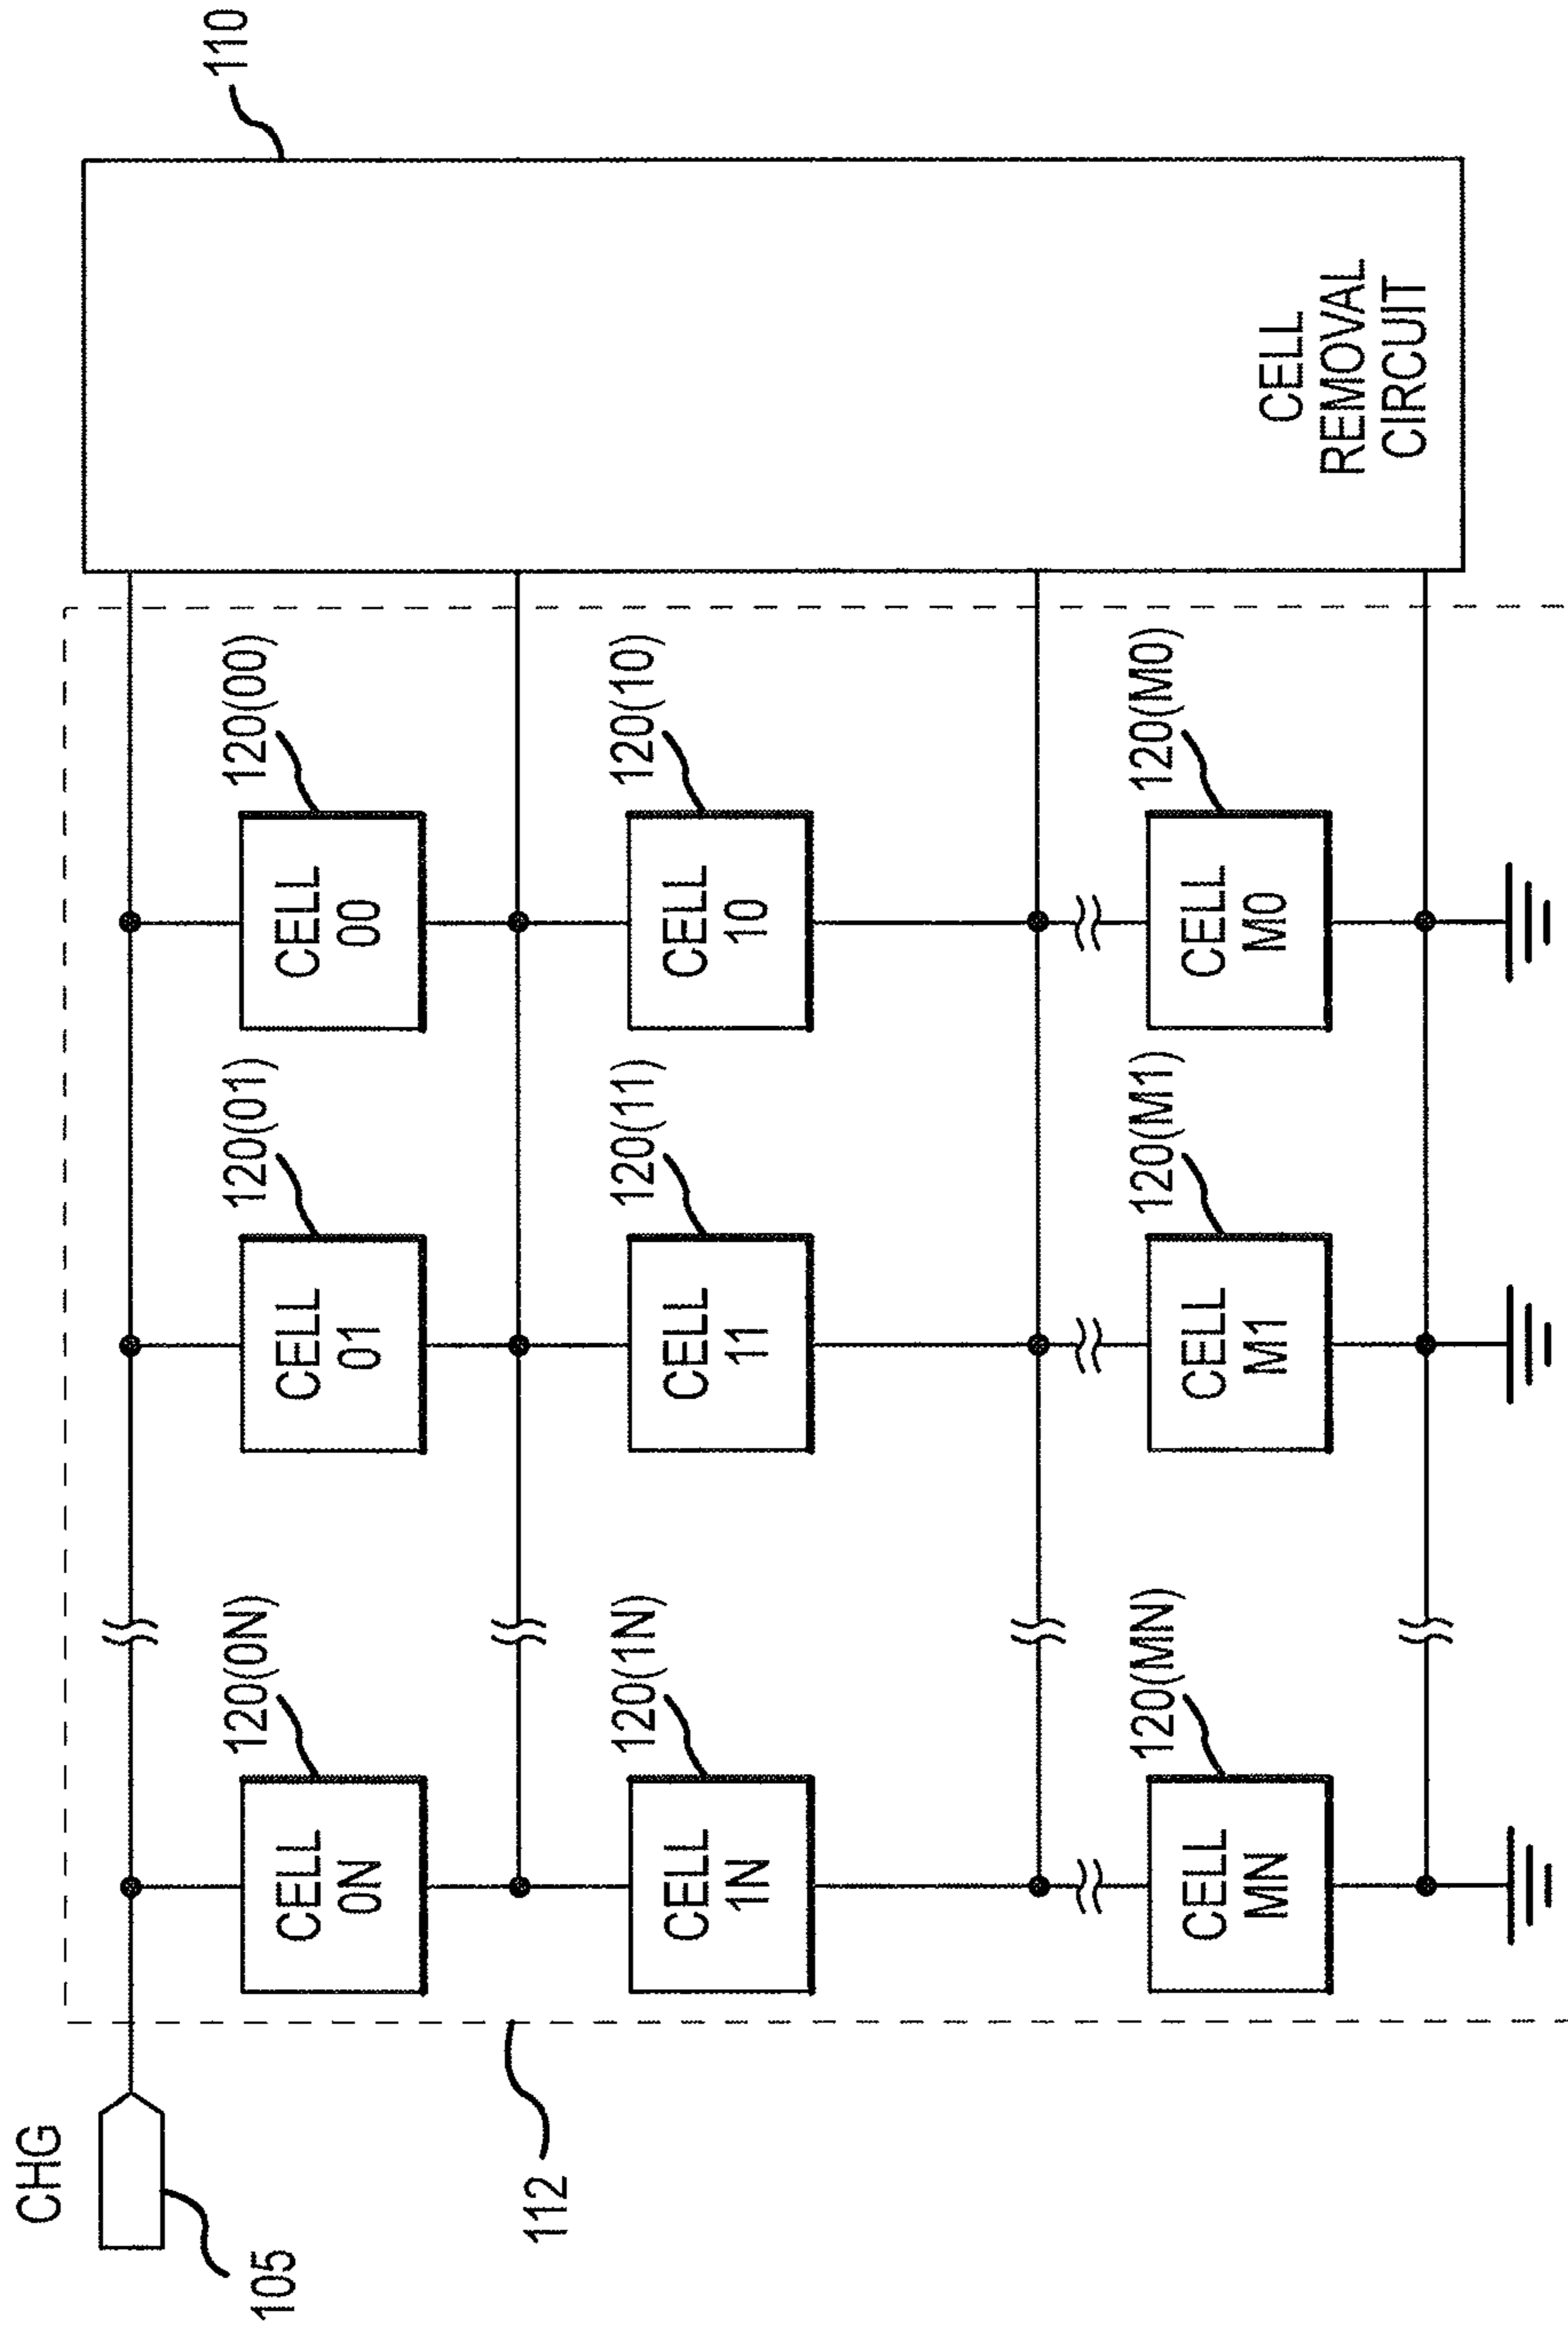 CHG
105
112
110
120(0N)
120(01)
120(00)
CELL
0N
CELL
01
CELL
00
120(1N)
120(11)
120(10)
CELL
1N
CELL
11
CELL
10
120(MN)
120(M1)
120(M0)
CELL
MN
CELL
M1
CELL
M0
CELL
REMOVAL
CIRCUIT